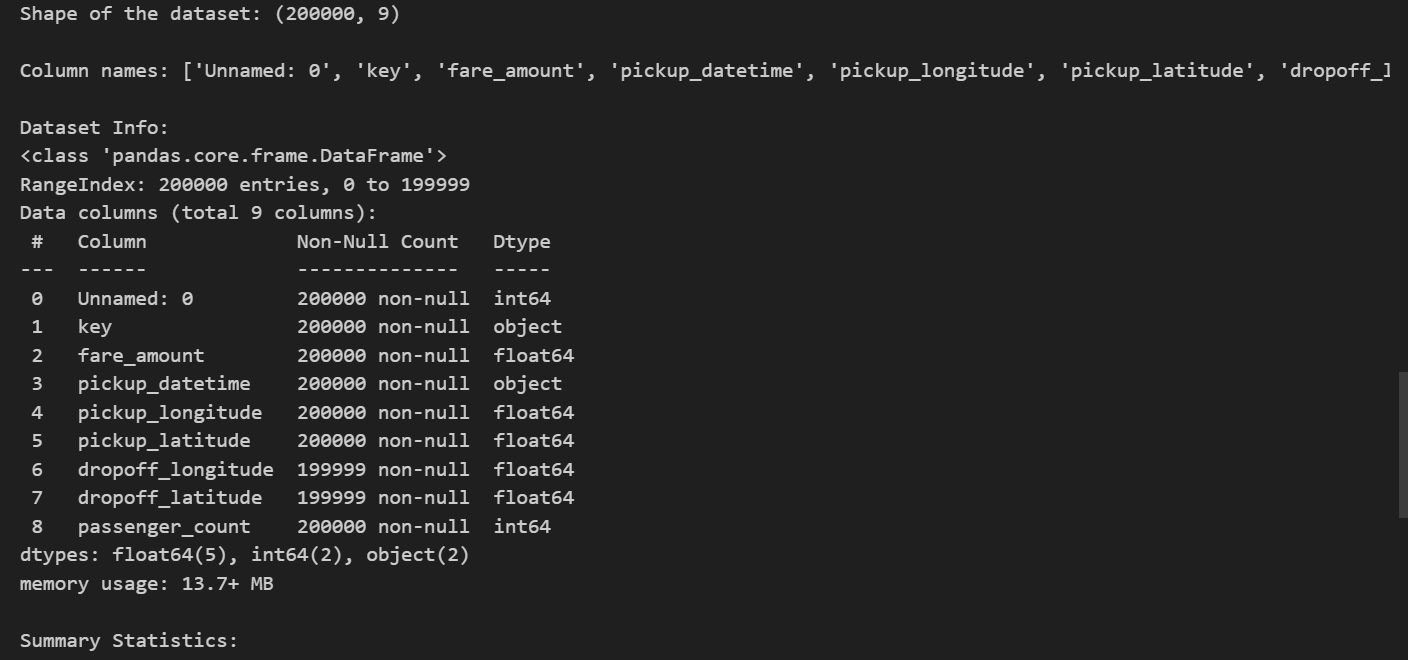 Shape of the dataset: (200000, 9)
Column names: ['Unnamed: 0', 'key', 'fare_amount', 'pickup_datetime', 'pickup_longitude', 'pickup_latitude', 'dropoff_l
Dataset Info:
<class 'pandas.core.frame.DataFrame'>
RangeIndex: 200000 entries, 0 to 199999
Data columns (total 9 columns):
 #   Column             Non-Null Count   Dtype
---  ------             --------------   -----
 0   Unnamed: 0         200000 non-null  int64
 1   key                200000 non-null  object
 2   fare_amount        200000 non-null  float64
 3   pickup_datetime    200000 non-null  object
 4   pickup_longitude   200000 non-null  float64
 5   pickup_latitude    200000 non-null  float64
 6   dropoff_longitude  199999 non-null  float64
 7   dropoff_latitude   199999 non-null  float64
 8   passenger_count    200000 non-null  int64
dtypes: float64(5), int64(2), object(2)
memory usage: 13.7+ MB
Summary Statistics: